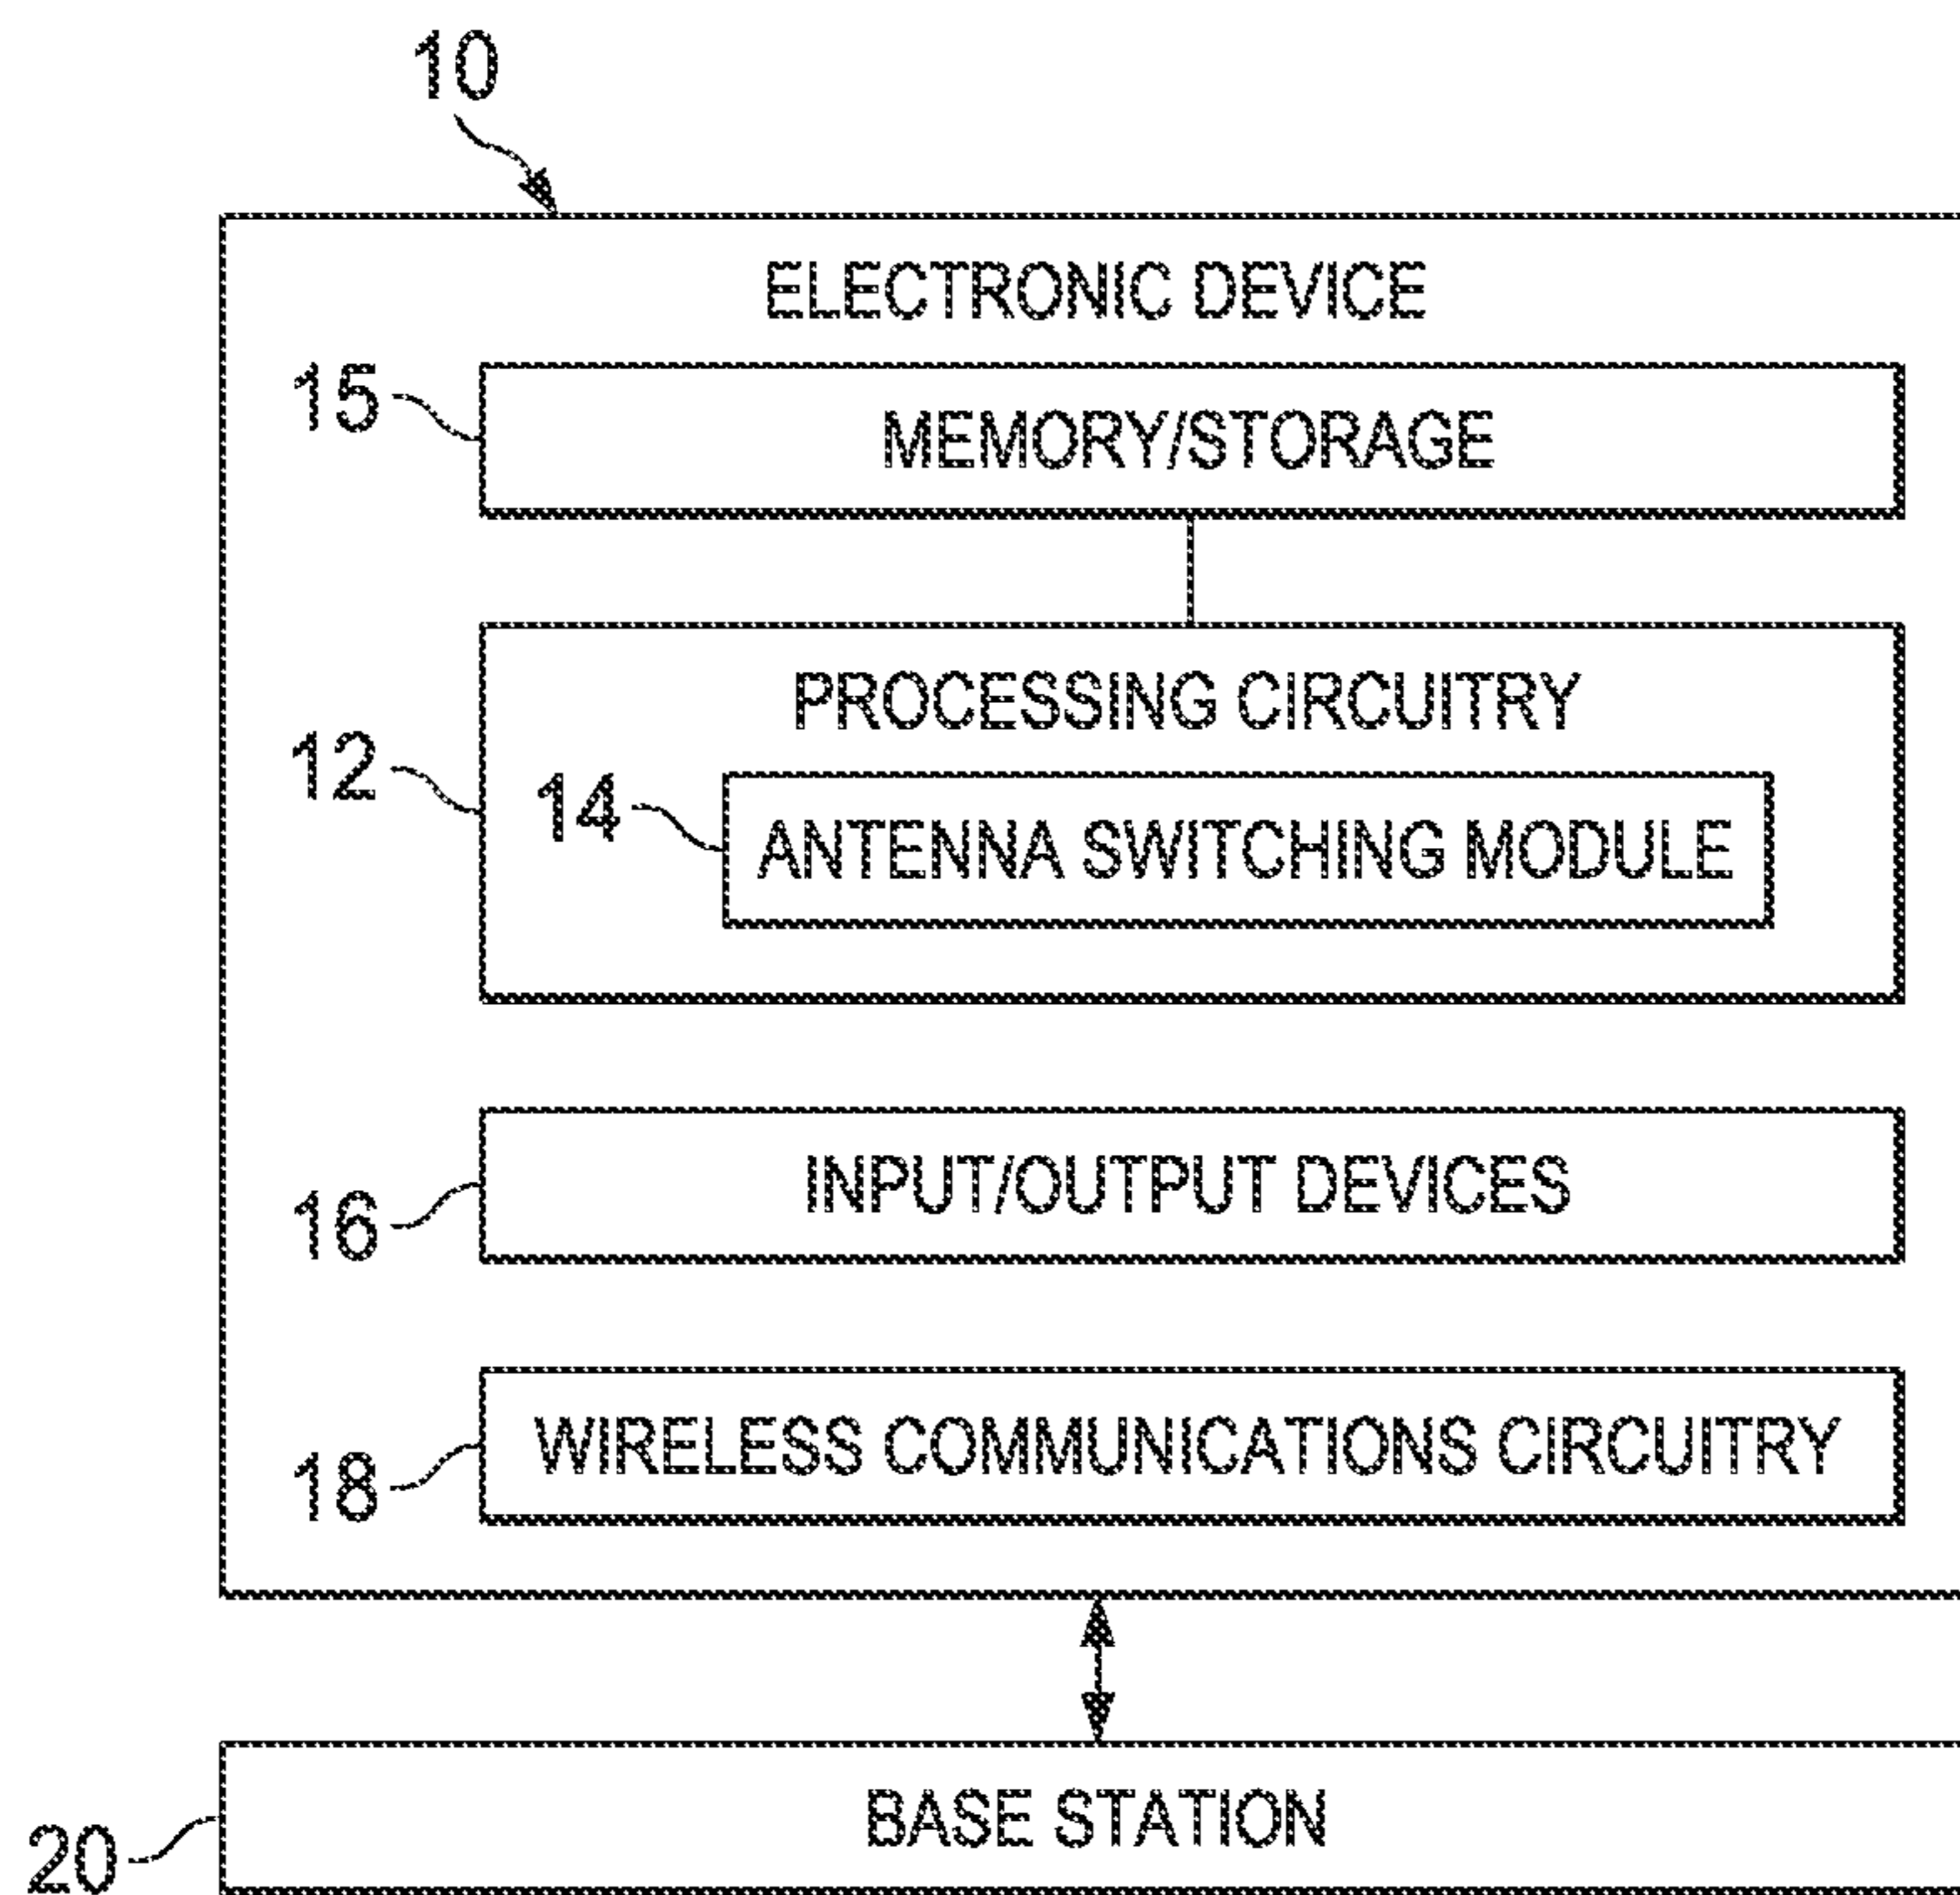 10
ELECTRONIC DEVICE
15
MEMORY/STORAGE
PROCESSING CIRCUITRY
12
14
ANTENNA SWITCHING MODULE
INPUT/OUTPUT DEVICES
16
WIRELESS COMMUNICATIONS CIRCUITRY
18
BASE STATION
20